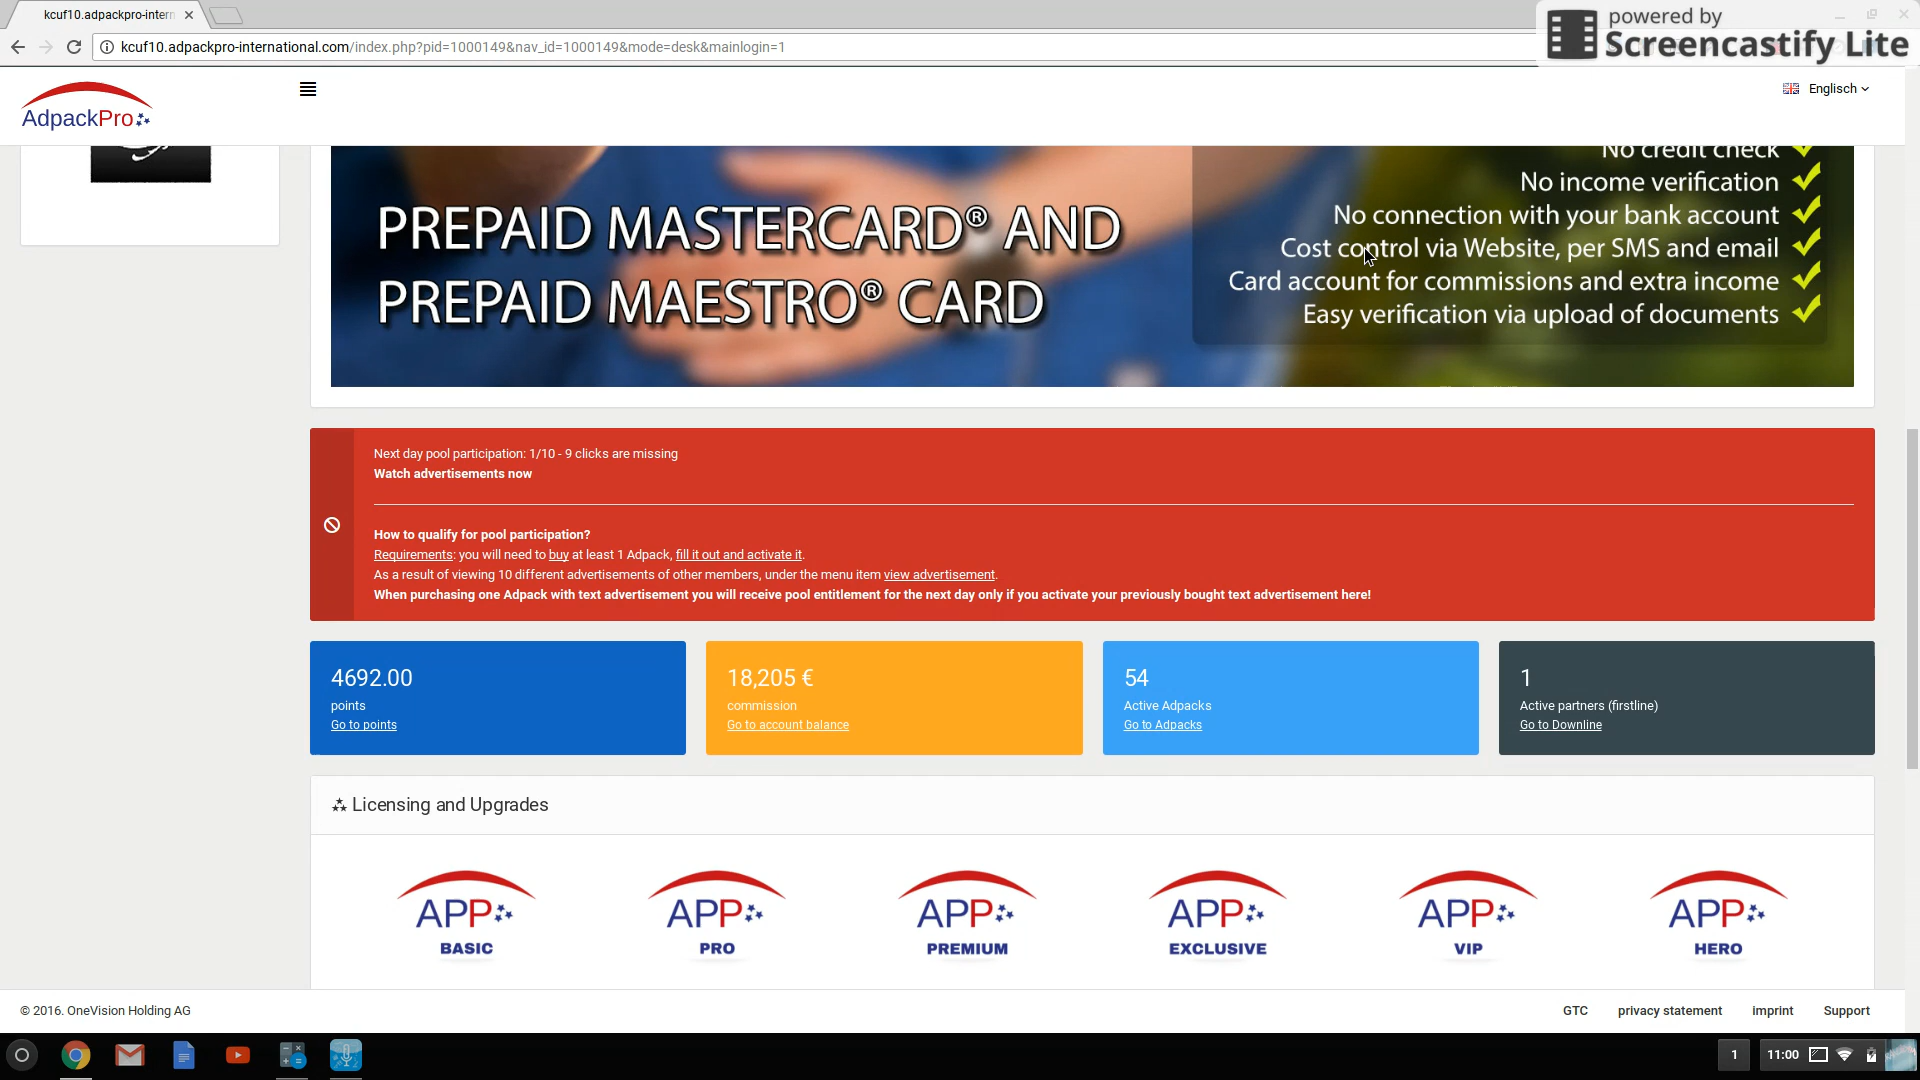 kcuf10.adpackpro-intern
kcuf10.adpackpro-international.com/index.php?pid=1000149&nav_id=1000149&mode=desk&mainlogin=1
powered by
Screencastify Lite
AdpackPro
Englisch
No credit check
No income verification
No connection with your bank account
Cost control via Website, per SMS and email
Card account for commissions and extra income
Easy verification via upload of documents
PREPAID MASTERCARD® AND
PREPAID MAESTRO® CARD
Next day pool participation: 1/10 - 9 clicks are missing
Watch advertisements now
How to qualify for pool participation?
Requirements: you will need to buy at least 1 Adpack, fill it out and activate it.
As a result of viewing 10 different advertisements of other members, under the menu item view advertisement.
When purchasing one Adpack with text advertisement you will receive pool entitlement for the next day only if you activate your previously bought text advertisement here!
4692.00
points
Go to points
18,205 €
commission
Go to account balance
54
Active Adpacks
Go to Adpacks
1
Active partners (firstline)
Go to Downline
Licensing and Upgrades
APP
BASIC
APP
PRO
APP
PREMIUM
APP
EXCLUSIVE
APP
VIP
APP
HERO
© 2016. OneVision Holding AG
GTC
privacy statement
imprint
Support
1
11:00